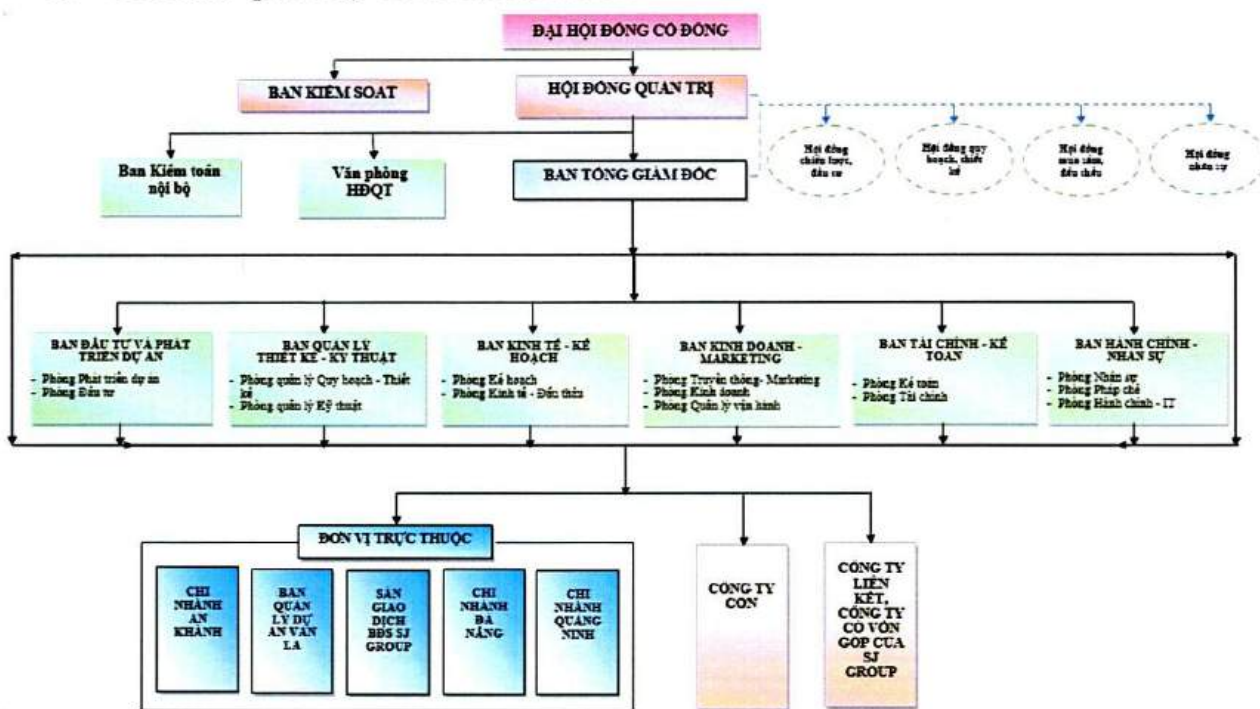 ĐẠI HỘI ĐỒNG CỔ ĐÔNG
BAN KIỂM SOÁT
HỘI ĐỒNG QUẢN TRỊ
Hội đồng
chiến lược,
đầu tư
Hội đồng quy
hoạch, thiết
kế
Hội đồng
mua sắm,
đấu thầu
Hội đồng
nhân sự
Ban Kiểm toán
nội bộ
Văn phòng
HĐQT
BAN TỔNG GIÁM ĐỐC
BAN ĐẦU TƯ VÀ PHÁT
TRIỂN DỰ ÁN
- Phòng Phát triển dự án
- Phòng Đầu tư
BAN QUẢN LÝ
THIẾT KẾ - KỸ THUẬT
- Phòng quản lý Quy hoạch - Thiết
kế
- Phòng quản lý Kỹ thuật
BAN KINH TẾ - KẾ
HOẠCH
- Phòng Kế hoạch
- Phòng Kinh tế - Đấu thầu
BAN KINH DOANH -
MARKETING
- Phòng Truyền thông- Marketing
- Phòng Kinh doanh
- Phòng Quản lý vận hành
BAN TÀI CHÍNH - KẾ
TOÁN
- Phòng Kế toán
- Phòng Tài chính
BAN HÀNH CHÍNH -
NHÂN SỰ
- Phòng Nhân sự
- Phòng Pháp chế
- Phòng Hành chính - IT
ĐƠN VỊ TRỰC THUỘC
CHI
NHÁNH
AN
KHÁNH
BAN
QUẢN
LÝ DỰ
ÁN VĂN
LA
SÀN
GIAO
DỊCH
BĐS SJ
GROUP
CHI
NHÁNH
ĐÀ
NẴNG
CHI
NHÁNH
QUẢNG
NINH
CÔNG TY
CON
CÔNG TY
LIÊN
KẾT,
CÔNG TY
CÓ VỐN
GÓP CỦA
SJ
GROUP